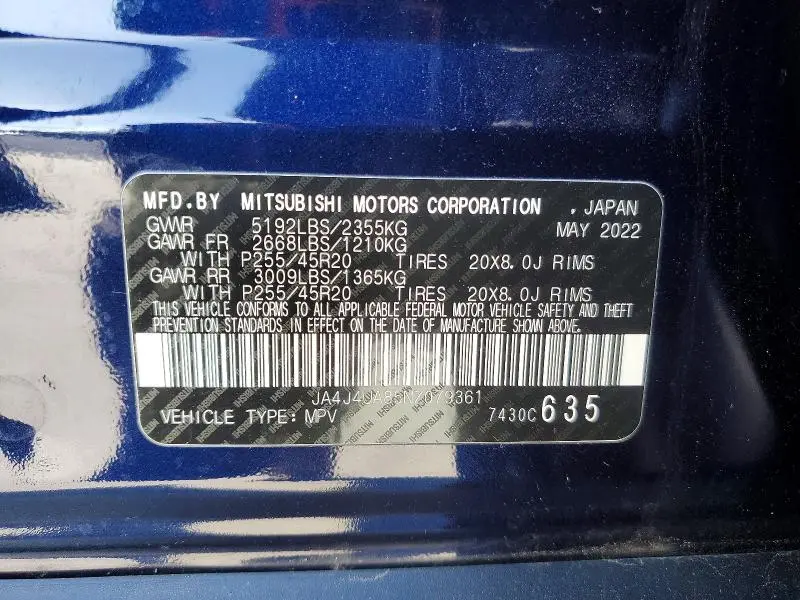 MFD.BY MITSUBISHI MOTORS CORPORATION , JAPAN
GVWR 5192LBS/2355KG MAY 2022
GAWR FR 2668LBS/1210KG
WITH P255/45R20 TIRES 20X8.0J RIMS
GAWR RR 3009LBS/1365KG
WITH P255/45R20 TIRES 20X8.0J RIMS
THIS VEHICLE CONFORMS TO ALL APPLICABLE FEDERAL MOTOR VEHICLE SAFETY AND THEFT
PREVENTION STANDARDS IN EFFECT ON THE DATE OF MANUFACTURE SHOWN ABOVE.
VEHICLE TYPE: MPV 7430C 635